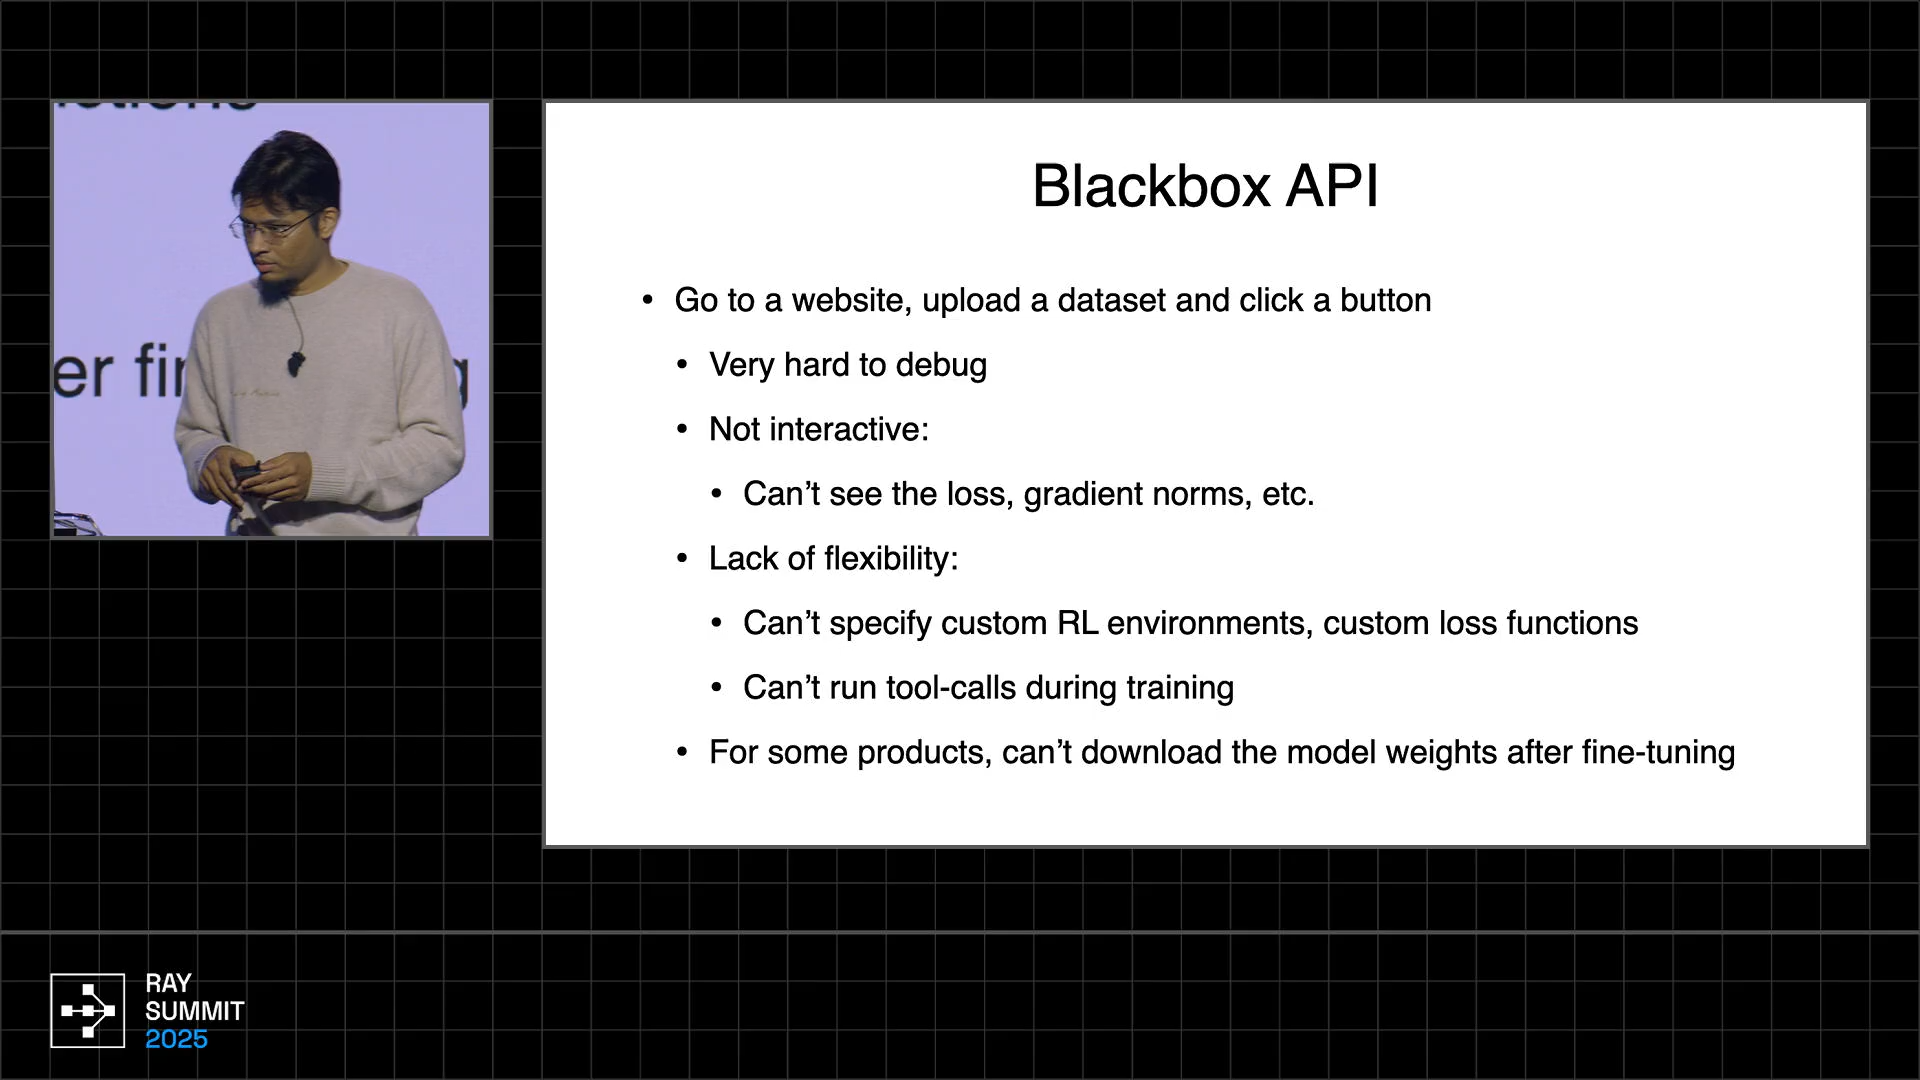 er fi
Blackbox API
• Go to a website, upload a dataset and click a button
• Very hard to debug
• Not interactive:
• Can’t see the loss, gradient norms, etc.
• Lack of flexibility:
• Can’t specify custom RL environments, custom loss functions
• Can’t run tool-calls during training
• For some products, can’t download the model weights after fine-tuning
RAY
SUMMIT
2025